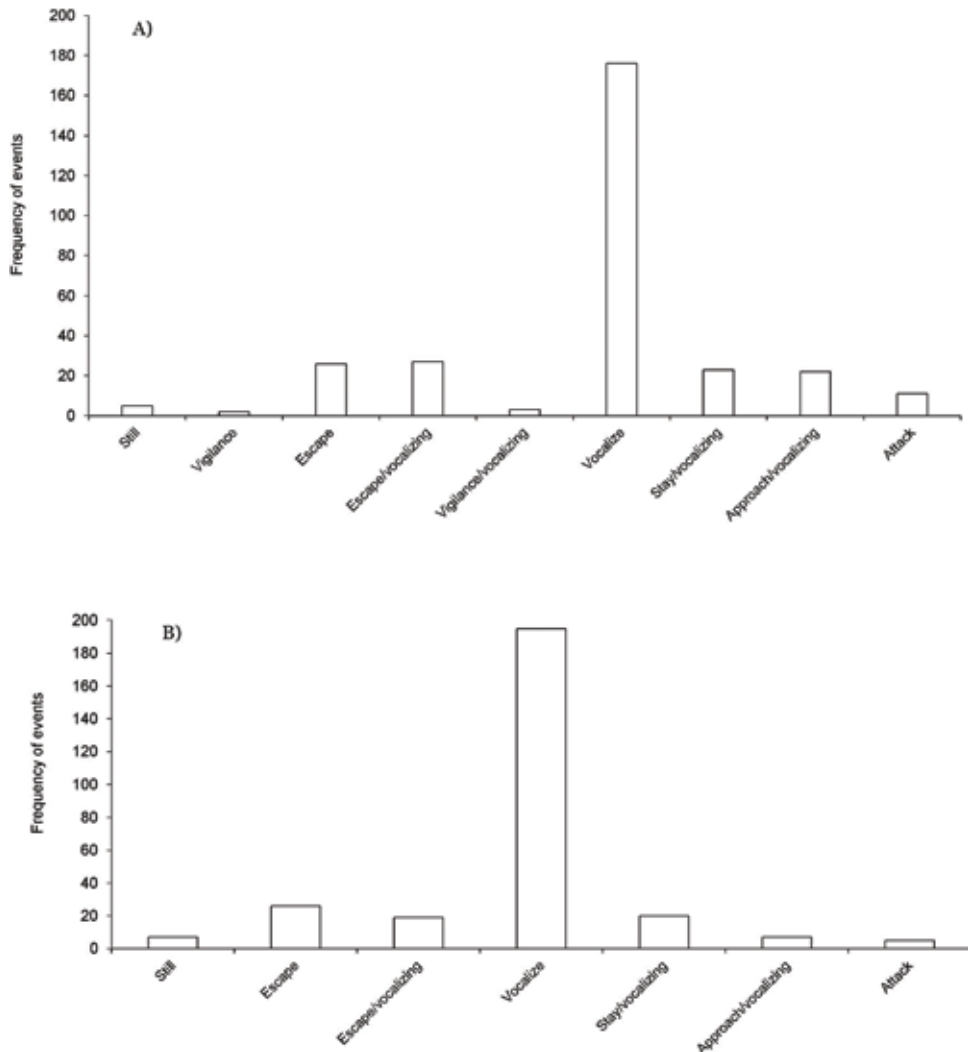 A)
Frequency of events
200
180
160
140
120
100
80
60
40
20
0
Still
Vigilance
Escape
Escape/vocalizing
Vigilance/vocalizing
Vocalize
Stay/vocalizing
Approach/vocalizing
Attack
B)
Frequency of events
200
180
160
140
120
100
80
60
40
20
0
Still
Escape
Escape/vocalizing
Vocalize
Stay/vocalizing
Approach/vocalizing
Attack